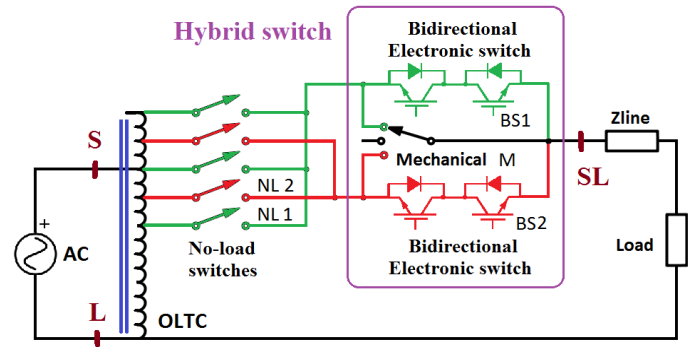 Hybrid switch
Bidirectional
Electronic switch
BS1
Zline
S
Mechanical M
SL
NL 2
NL 1
+
AC
No-load
switches
BS2
Load
Bidirectional
Electronic switch
L
OLTC